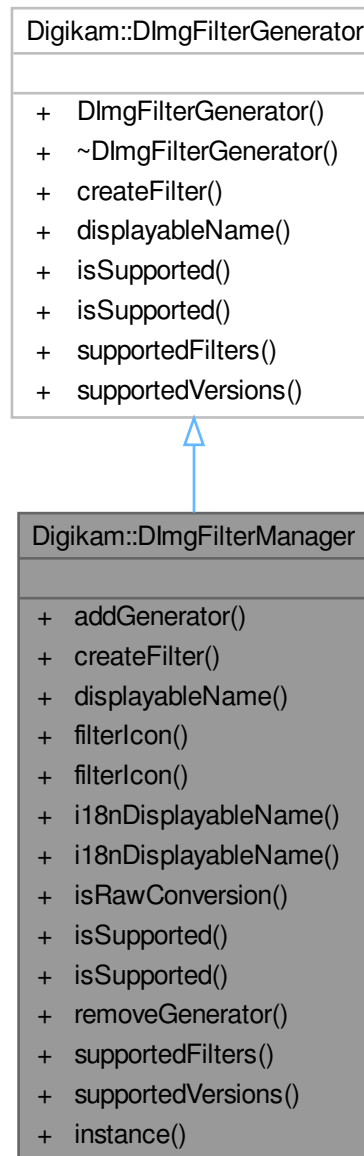 Digikam::DImgFilterGenerator
+ DImgFilterGenerator()
+ ~DImgFilterGenerator()
+ createFilter()
+ displayableName()
+ isSupported()
+ isSupported()
+ supportedFilters()
+ supportedVersions()
Digikam::DImgFilterManager
+ addGenerator()
+ createFilter()
+ displayableName()
+ filterIcon()
+ filterIcon()
+ i18nDisplayableName()
+ i18nDisplayableName()
+ isRawConversion()
+ isSupported()
+ isSupported()
+ removeGenerator()
+ supportedFilters()
+ supportedVersions()
+ instance()